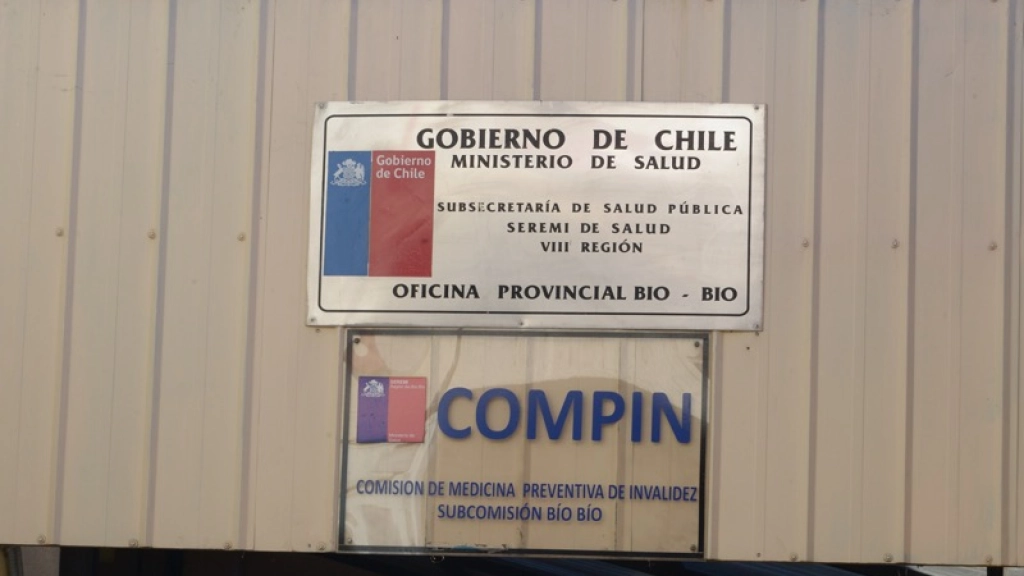 GOBIERNO DE CHILE
MINISTERIO DE SALUD
Gobierno
de Chile
SUBSECRETARÍA DE SALUD PÚBLICA
SEREMI DE SALUD
VIII REGIÓN
OFICINA PROVINCIAL BIO - BIO
COMPIN
COMISION DE MEDICINA PREVENTIVA DE INVALIDEZ
SUBCOMISIÓN BÍO BÍO